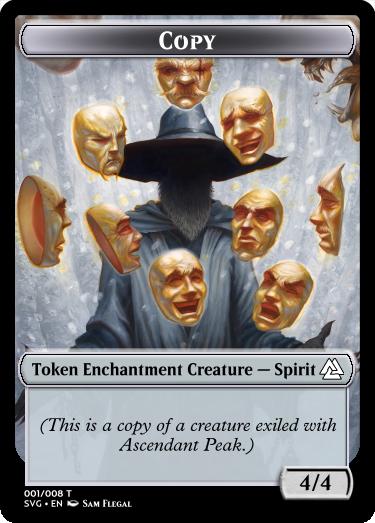 COPY
Token Enchantment Creature — Spirit
(This is a copy of a creature exiled with
Ascendant Peak.)
4/4
001/008 T
SVG • EN SAM FLEGAL